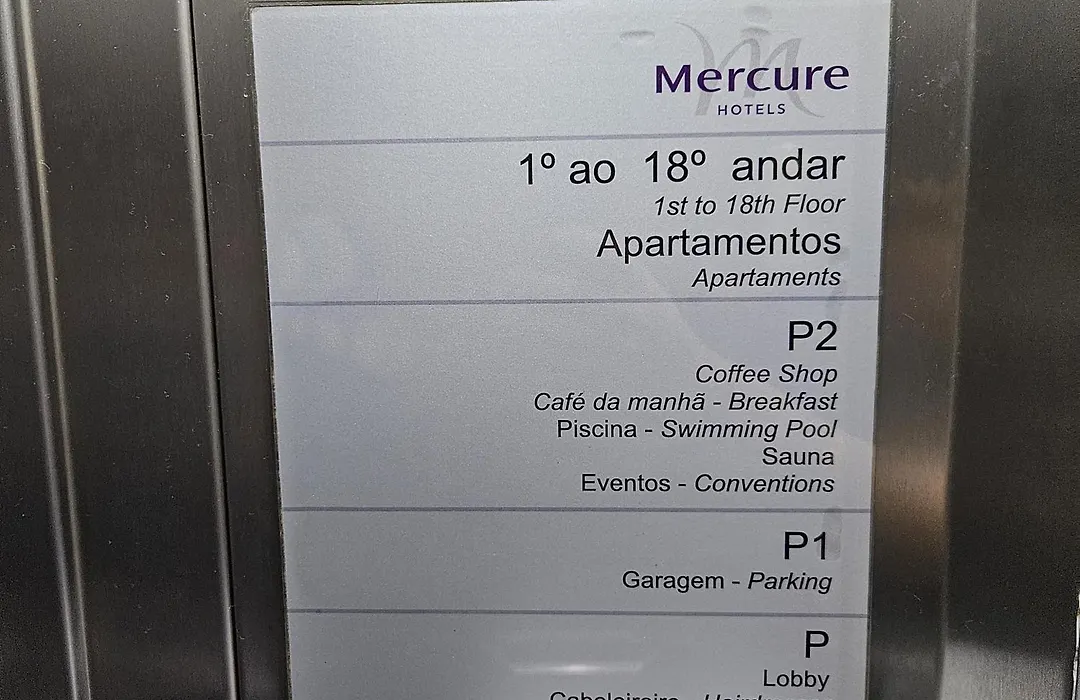 Mercure
HOTELS
1º ao 18º andar
1st to 18th Floor
Apartamentos
Apartaments
P2
Coffee Shop
Café da manhã - Breakfast
Piscina - Swimming Pool
Sauna
Eventos - Conventions
P1
Garagem - Parking
P
Lobby